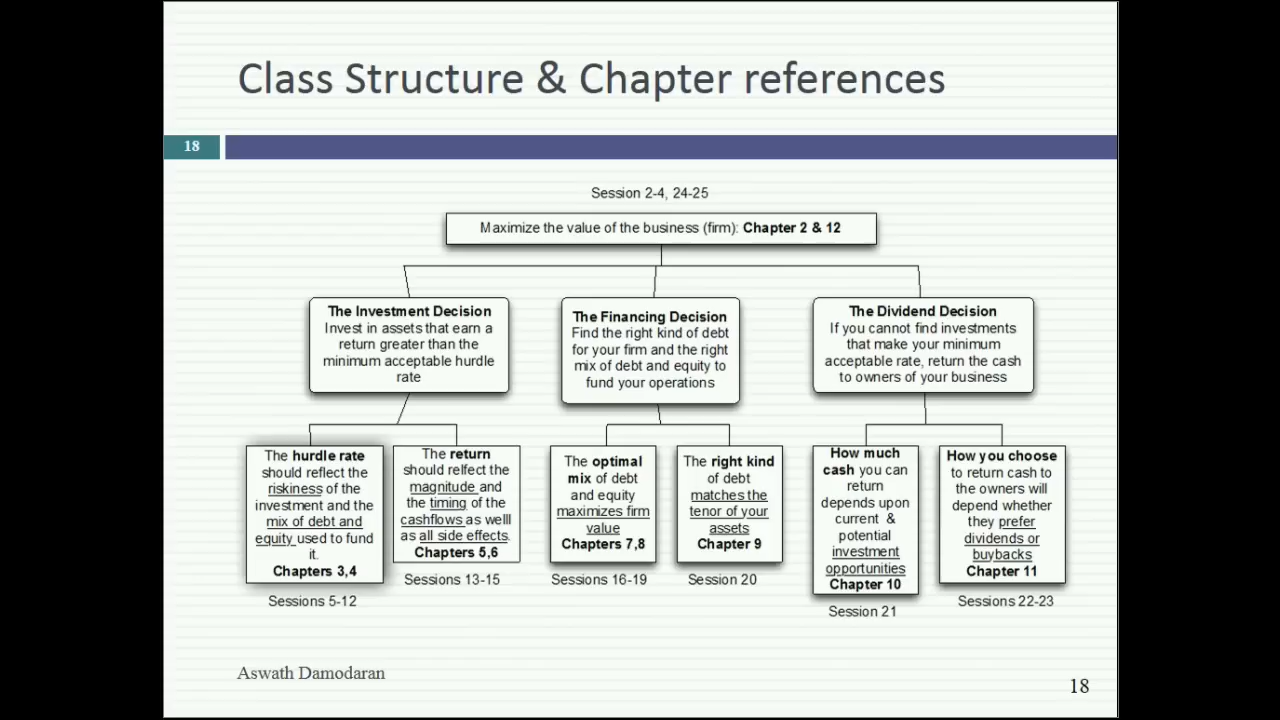 Class Structure & Chapter references
18
Session 2-4, 24-25
Maximize the value of the business (firm): Chapter 2 & 12
The Investment Decision
Invest in assets that earn a
return greater than the
minimum acceptable hurdle
rate
The Financing Decision
Find the right kind of debt
for your firm and the right
mix of debt and equity to
fund your operations
The Dividend Decision
If you cannot find investments
that make your minimum
acceptable rate, return the cash
to owners of your business
The hurdle rate
should reflect the
riskiness of the
investment and the
mix of debt and
equity used to fund
it.
Chapters 3,4
Sessions 5-12
The return
should relfect the
magnitude and
the timing of the
cashflows as welll
as all side effects.
Chapters 5,6
Sessions 13-15
The optimal
mix of debt
and equity
maximizes firm
value
Chapters 7,8
Sessions 16-19
The right kind
of debt
matches the
tenor of your
assets
Chapter 9
Session 20
How much
cash you can
return
depends upon
current &
potential
investment
opportunities
Chapter 10
Session 21
How you choose
to return cash to
the owners will
depend whether
they prefer
dividends or
buybacks
Chapter 11
Sessions 22-23
Aswath Damodaran
18